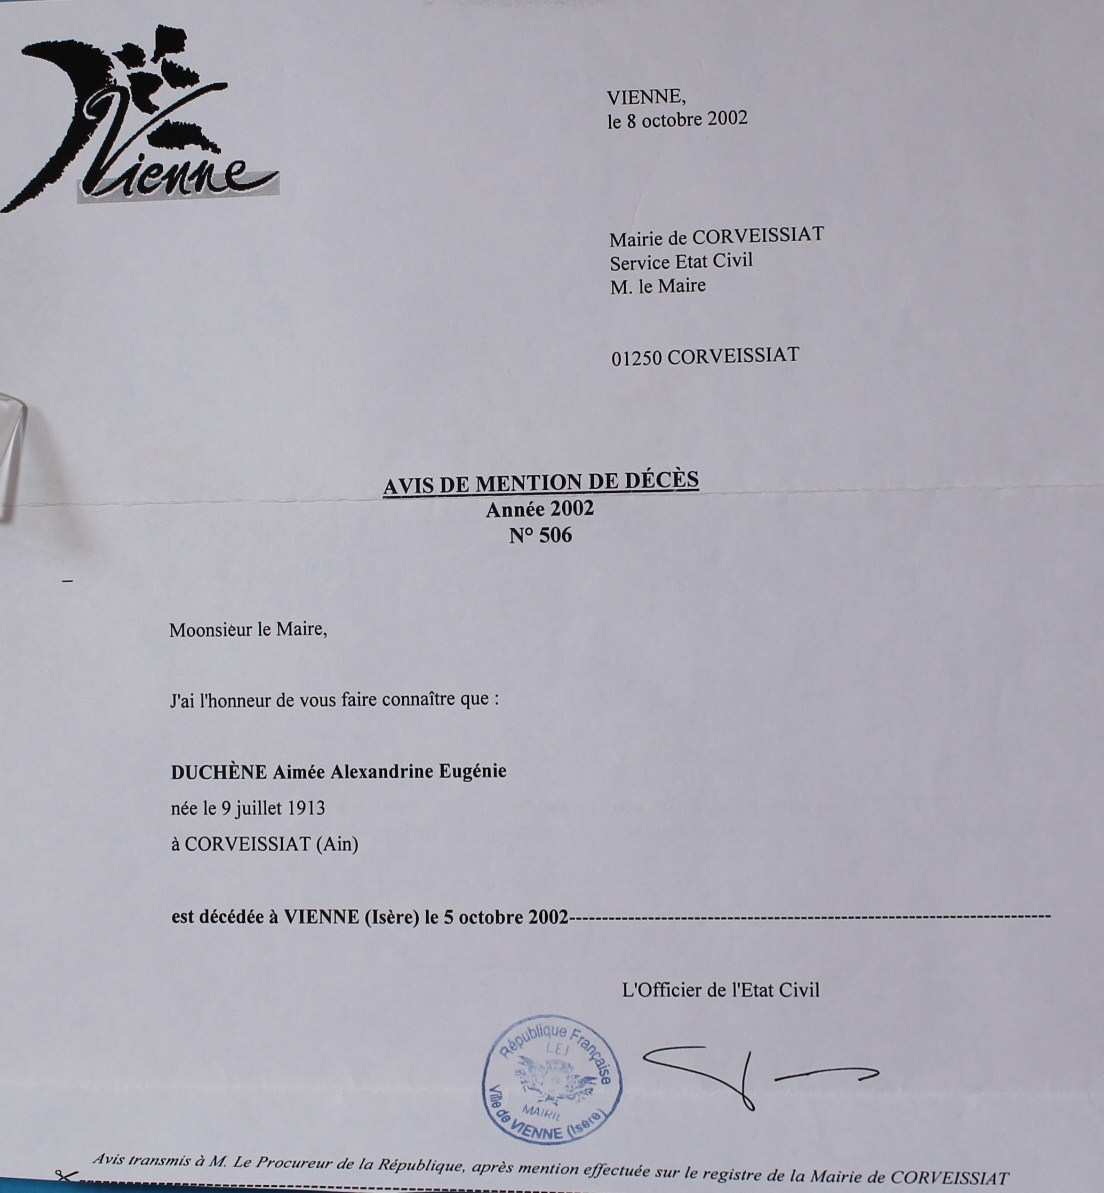 Vienne
VIENNE,
le 8 octobre 2002
Mairie de CORVEISSIAT
Service Etat Civil
M. le Maire
01250 CORVEISSIAT
AVIS DE MENTION DE DÉCÈS
Année 2002
N° 506
Moonsieur le Maire,
J'ai l'honneur de vous faire connaître que :
DUCHÈNE Aimée Alexandrine Eugénie
née le 9 juillet 1913
à CORVEISSIAT (Ain)
est décédée à VIENNE (Isère) le 5 octobre 2002--------------------------------------------------------------------------
L'Officier de l'Etat Civil
République Française
MAIRIE
Ville de VIENNE (Isère)
Avis transmis à M. Le Procureur de la République, après mention effectuée sur le registre de la Mairie de CORVEISSIAT